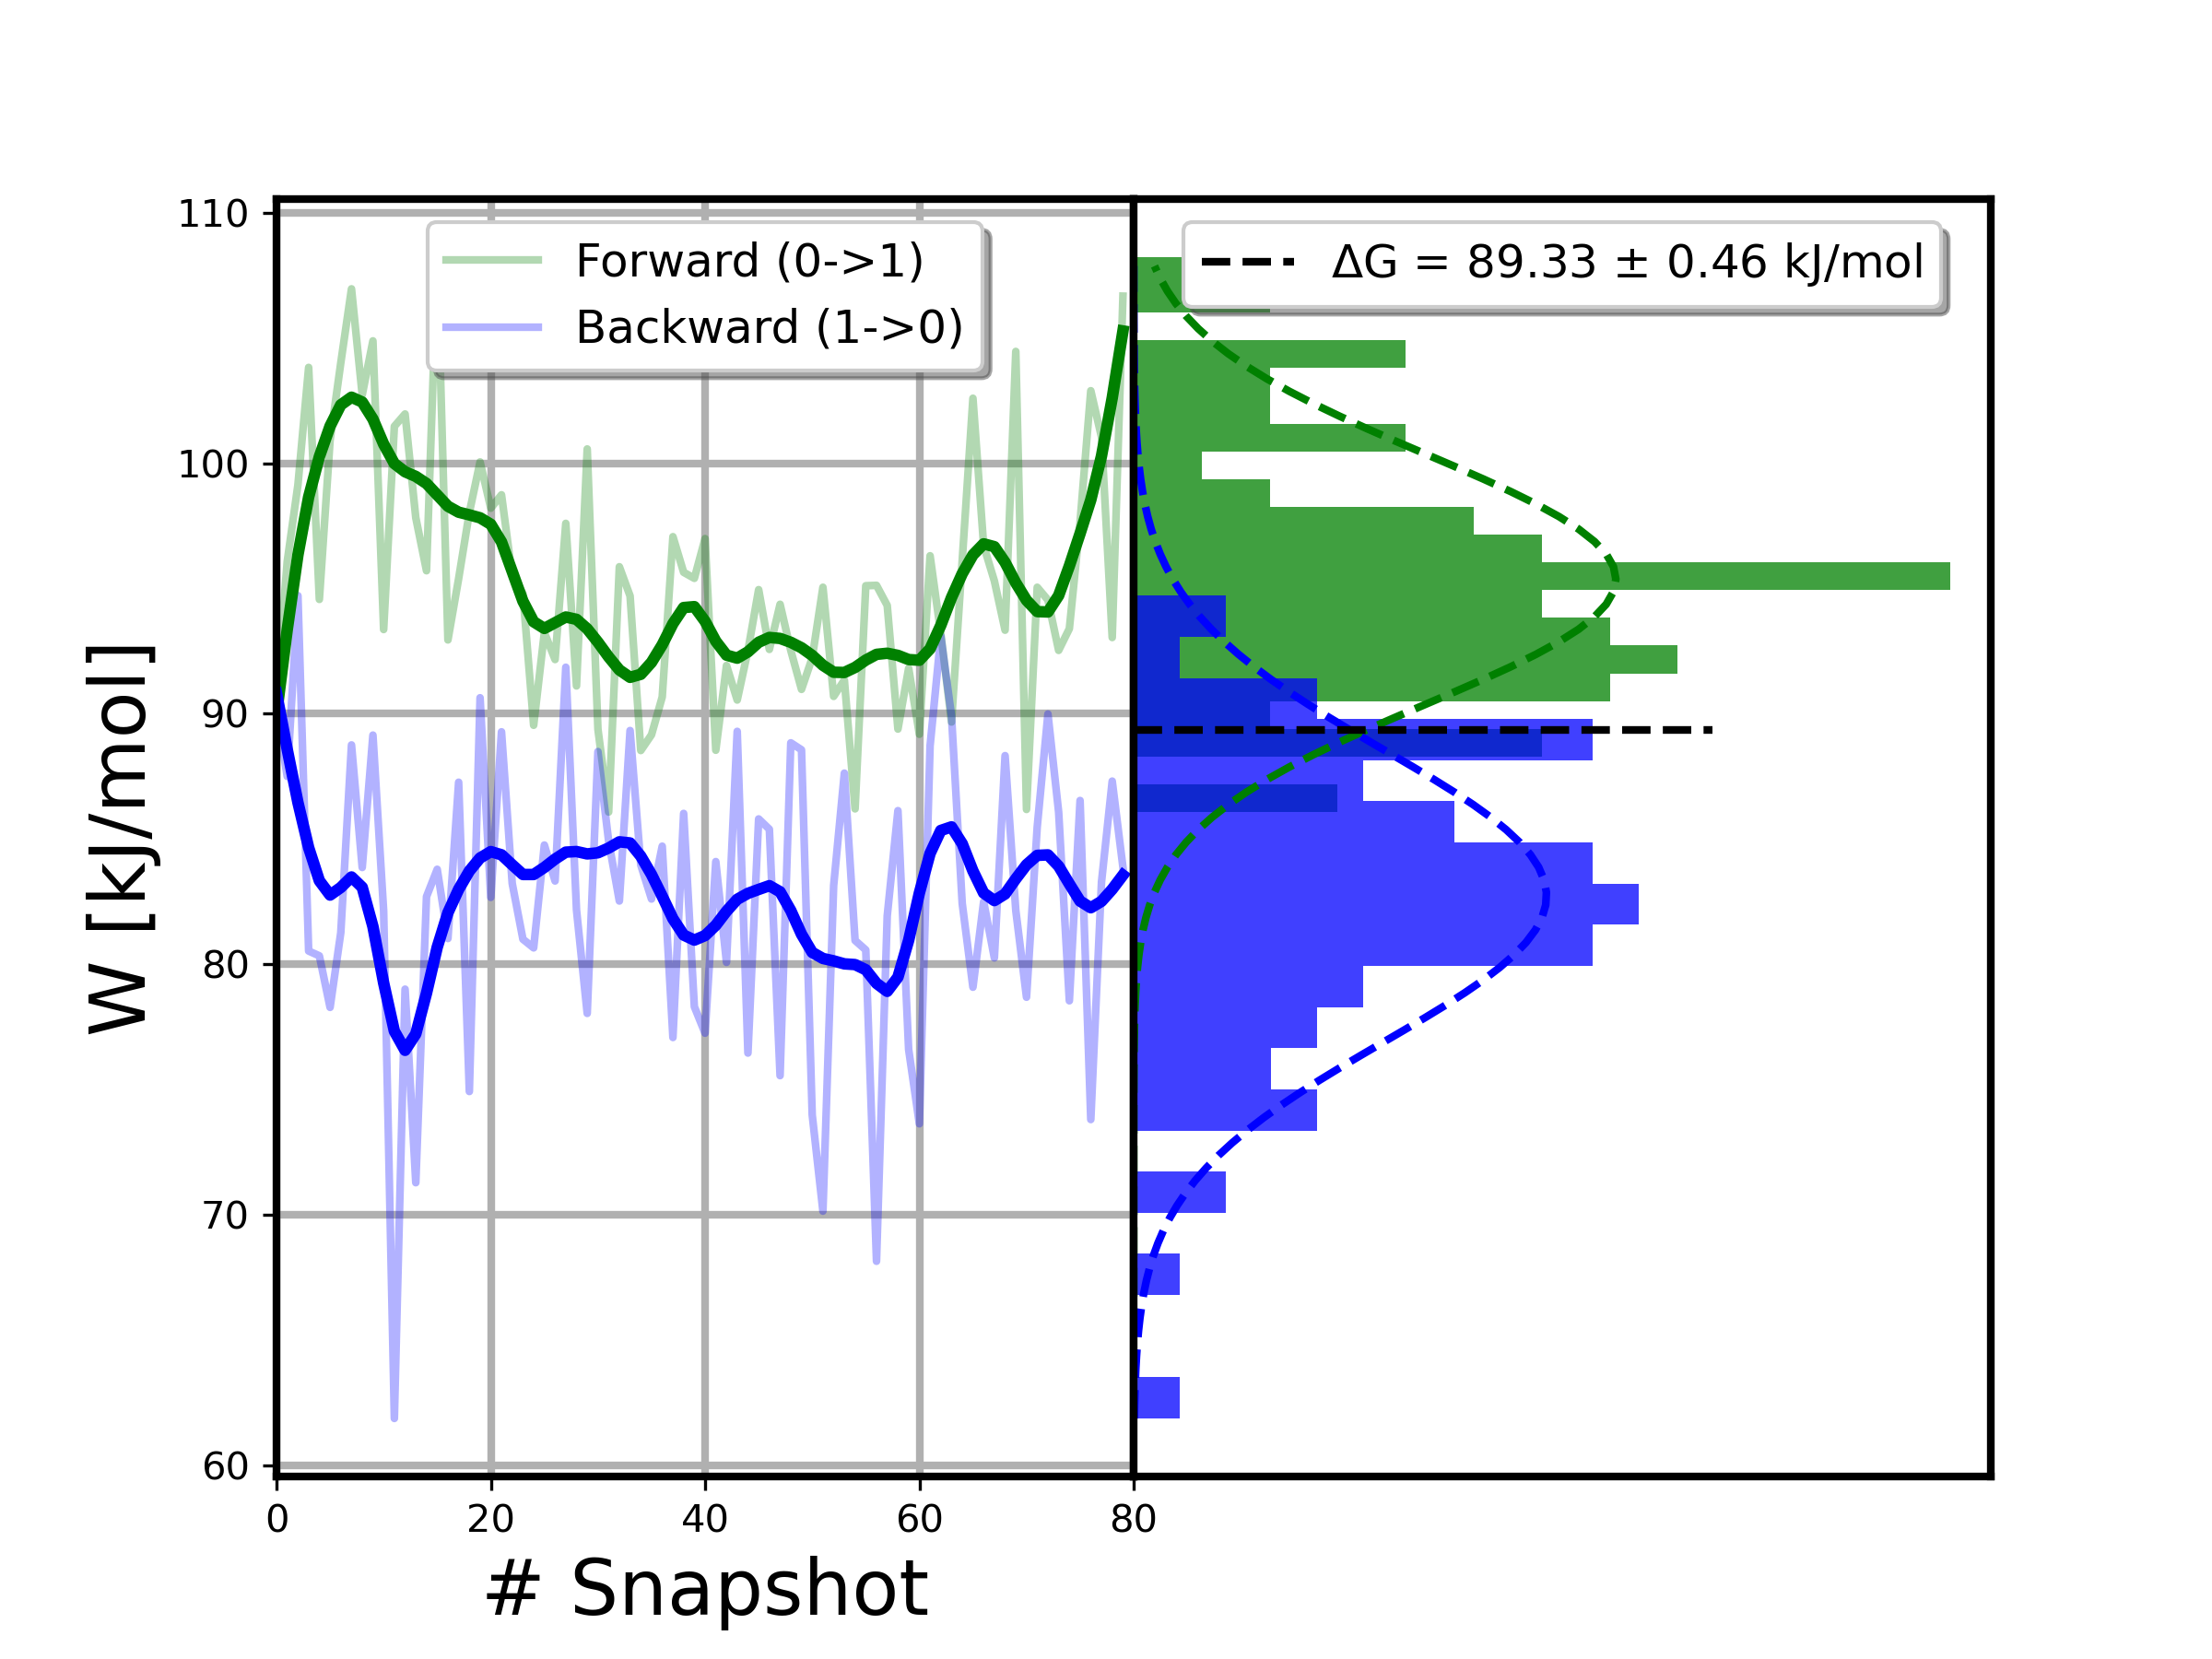 Forward (0->1)
Backward (1->0)
ΔG = 89.33 ± 0.46 kJ/mol
110
100
90
80
70
60
W [kJ/mol]
0 20 40 60 80
# Snapshot